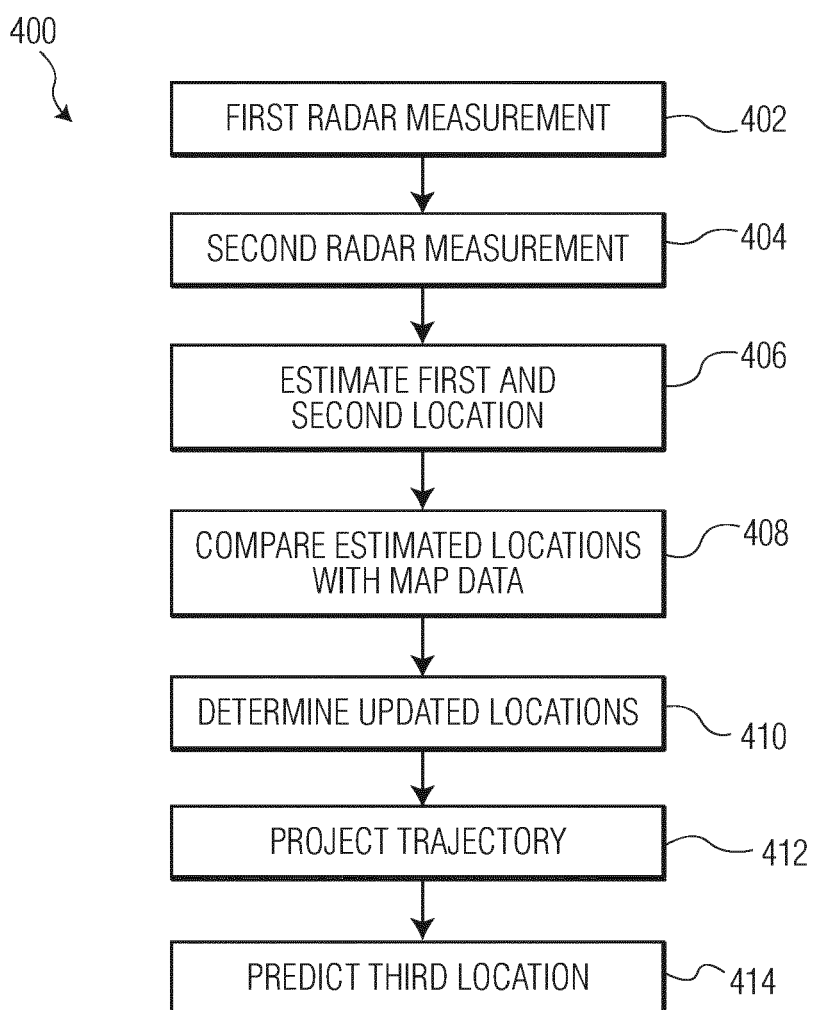 400
FIRST RADAR MEASUREMENT
402
SECOND RADAR MEASUREMENT
404
ESTIMATE FIRST AND
SECOND LOCATION
406
COMPARE ESTIMATED LOCATIONS
WITH MAP DATA
408
DETERMINE UPDATED LOCATIONS
410
PROJECT TRAJECTORY
412
PREDICT THIRD LOCATION
414